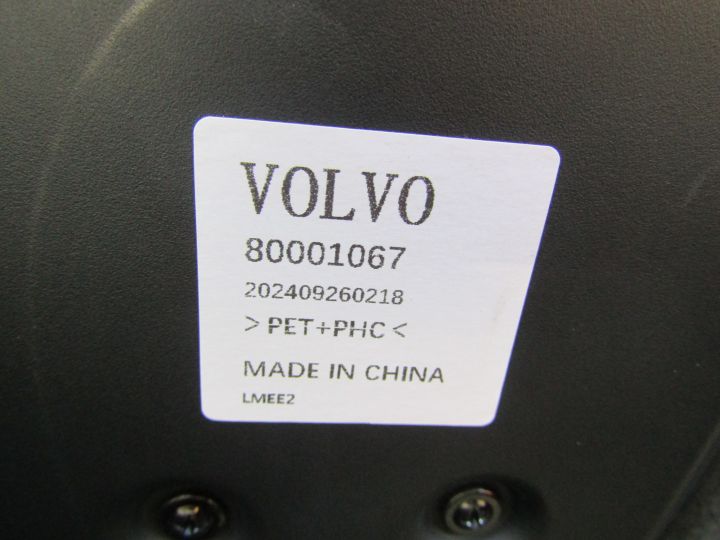 VOLVO
80001067
202409260218
>PET+PHC<
MADE IN CHINA
LMEE2